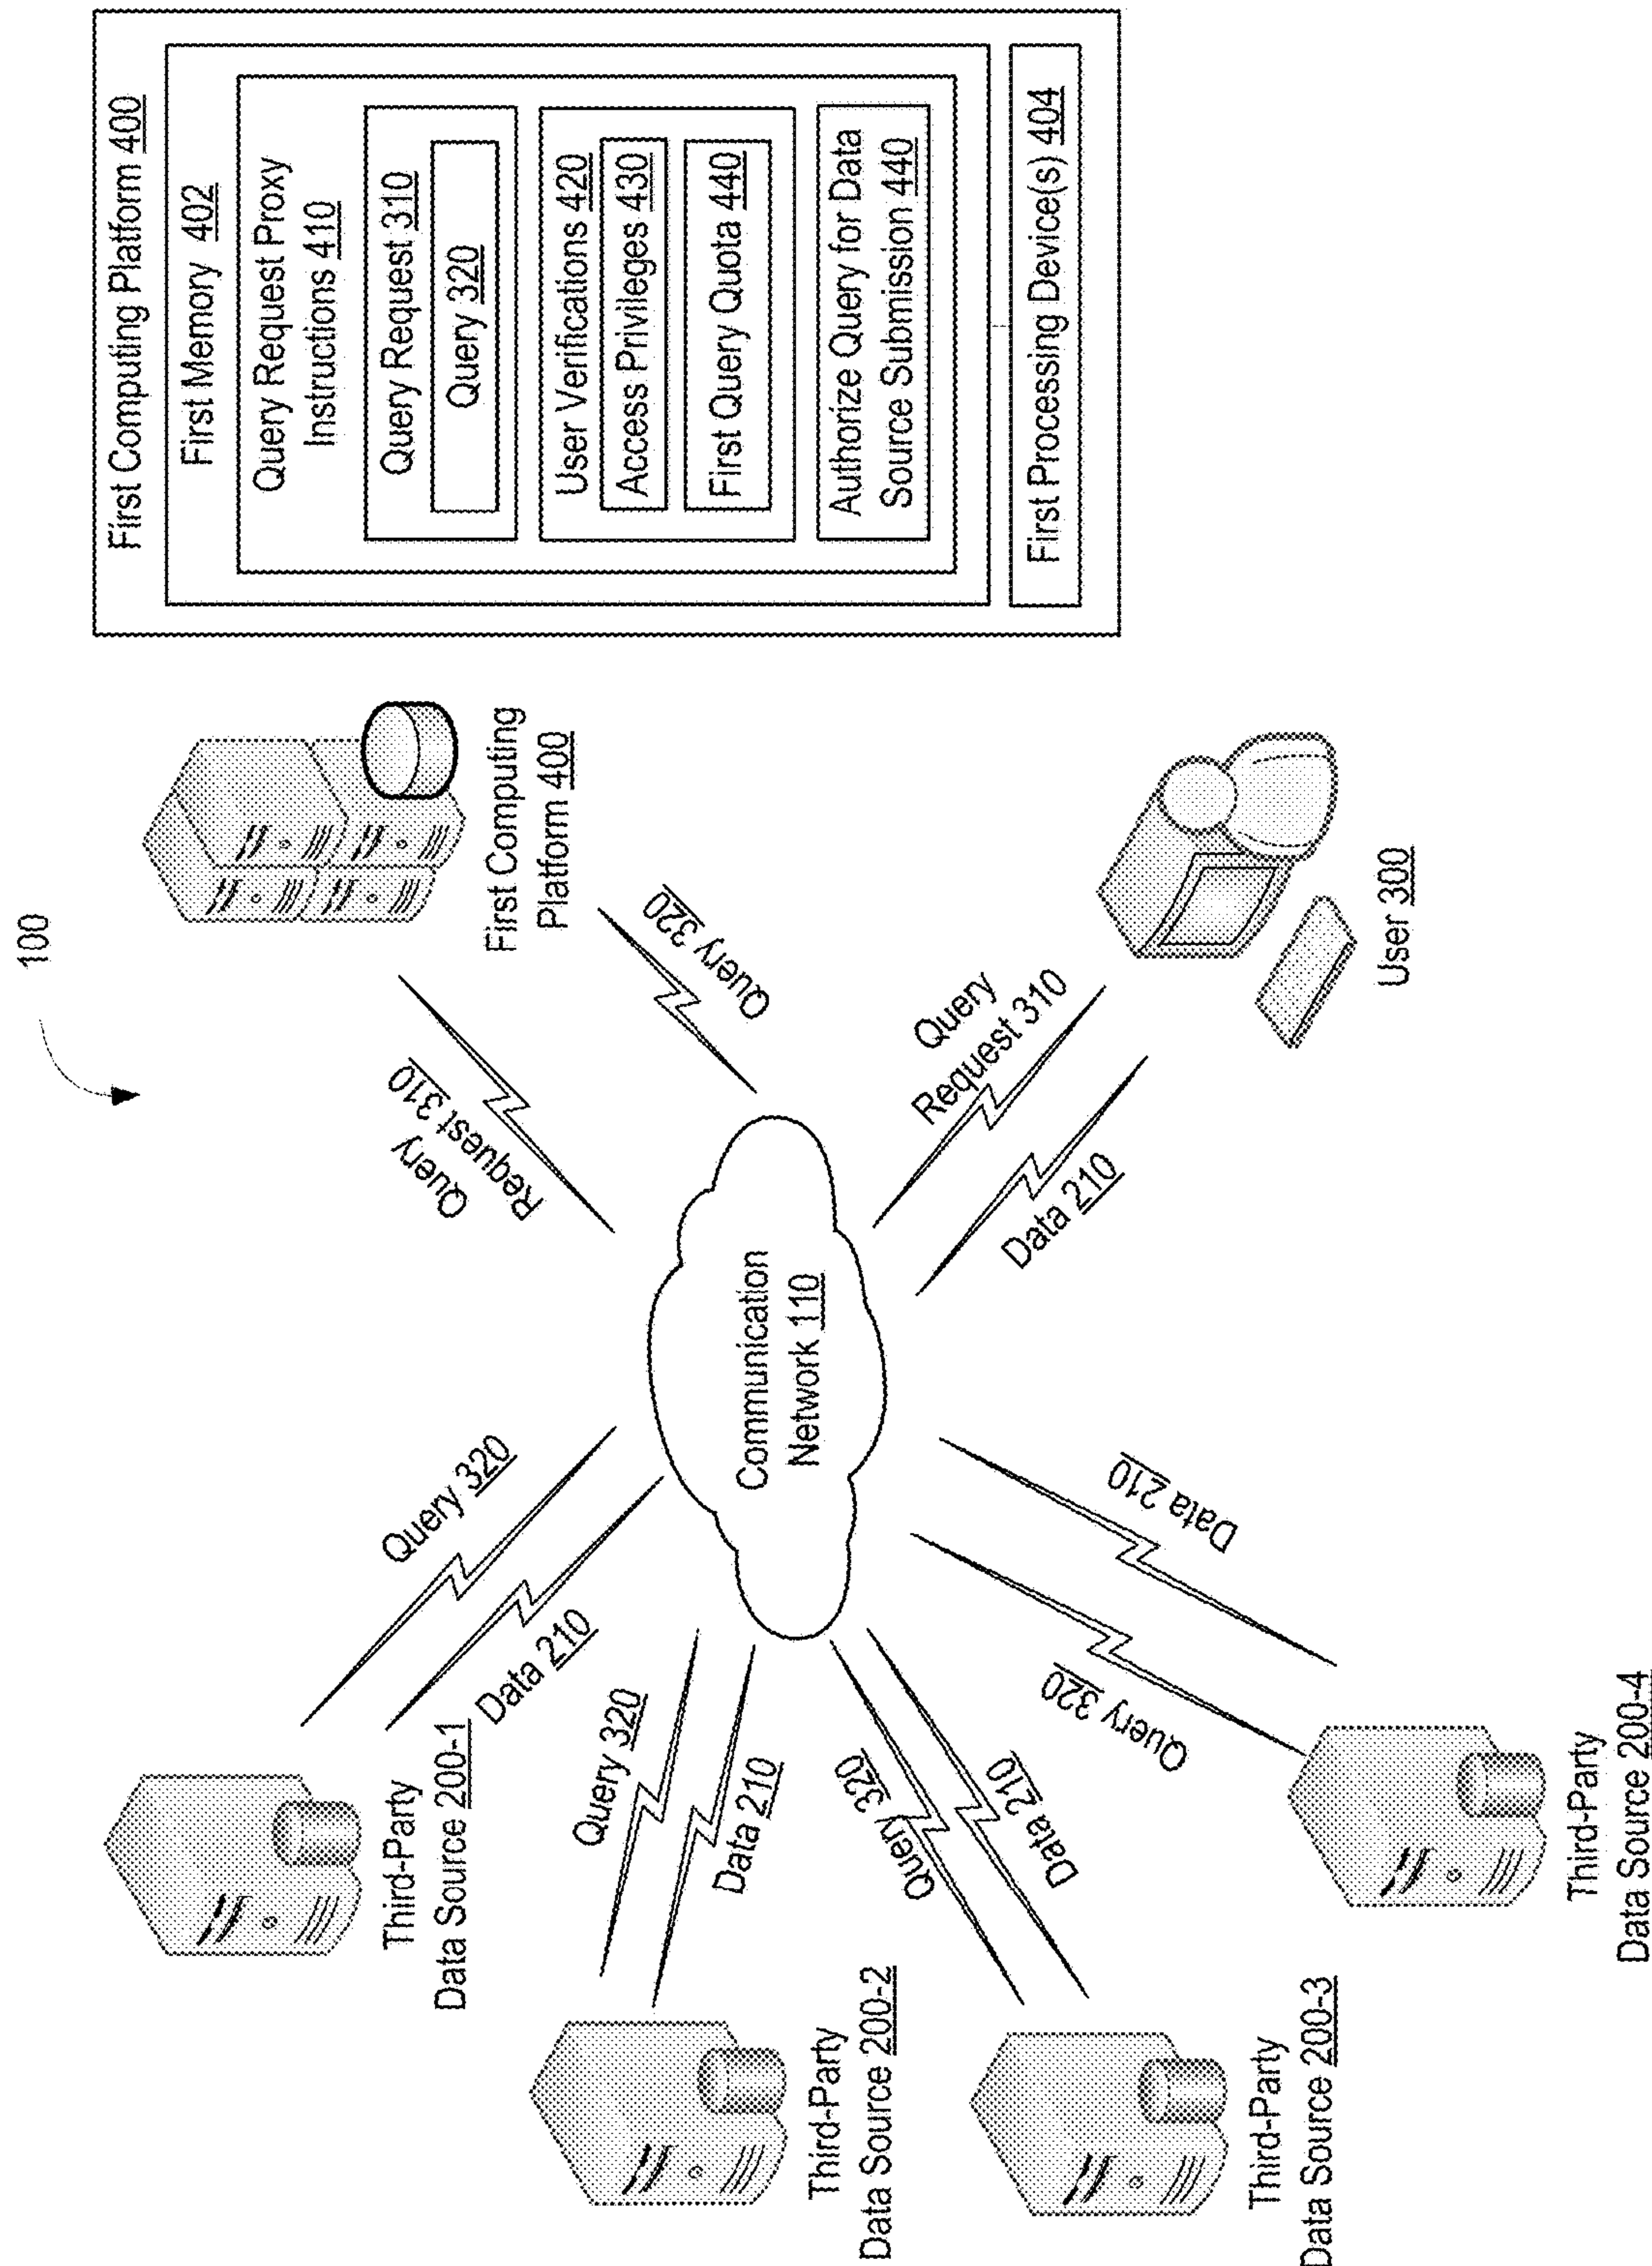 100
First Computing Platform 400
First Memory 402
Query Request Proxy
Instructions 410
Query Request 310
Query 320
User Verifications 420
Access Privileges 430
First Query Quota 440
Authorize Query for Data
Source Submission 440
First Processing Device(s) 404
First Computing
Platform 400
Query
Request 310
Query 320
Query
Request 310
Data 210
User 300
Communication
Network 110
Query 320
Data 210
Third-Party
Data Source 200-1
Query 320
Data 210
Third-Party
Data Source 200-2
Query 320
Data 210
Third-Party
Data Source 200-3
Query 320
Data 210
Third-Party
Data Source 200-4